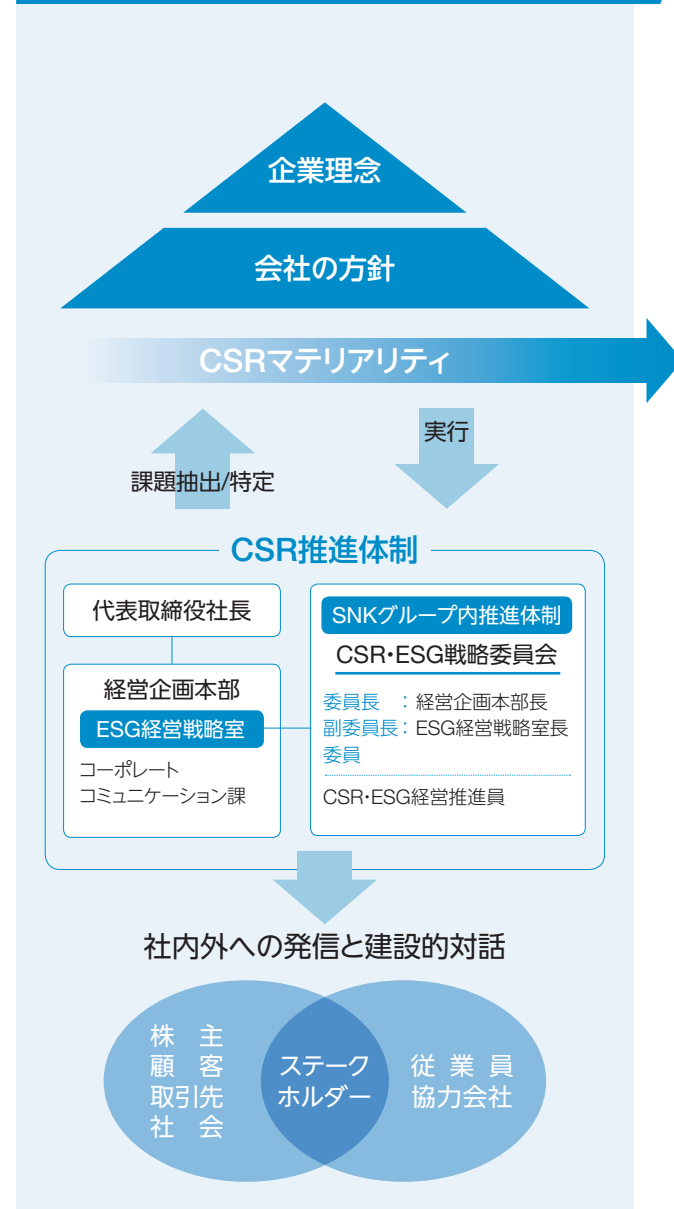 企業理念
会社の方針
CSRマテリアリティ
課題抽出/特定
実行
CSR推進体制
代表取締役社長
経営企画本部
ESG経営戦略室
コーポレート
コミュニケーション課
SNKグループ内推進体制
CSR・ESG戦略委員会
委員長　：経営企画本部長
副委員長：ESG経営戦略室長
委員
CSR・ESG経営推進員
社内外への発信と建設的対話
株　主
顧　客
取引先
社　会
ステーク
ホルダー
従 業 員
協力会社